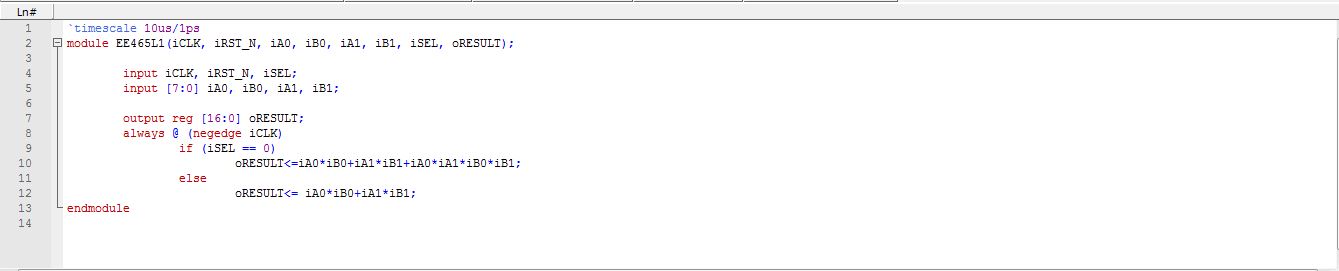 Ln#
1 `timescale 10us/1ps
2 module EE465L1(iCLK, iRST_N, iA0, iB0, iA1, iB1, iSEL, oRESULT);
3
4 input iCLK, iRST_N, iSEL;
5 input [7:0] iA0, iB0, iA1, iB1;
6
7 output reg [16:0] oRESULT;
8 always @ (negedge iCLK)
9 if (iSEL == 0)
10 oRESULT<=iA0*iB0+iA1*iB1+iA0*iA1*iB0*iB1;
11 else
12 oRESULT<= iA0*iB0+iA1*iB1;
13 endmodule
14